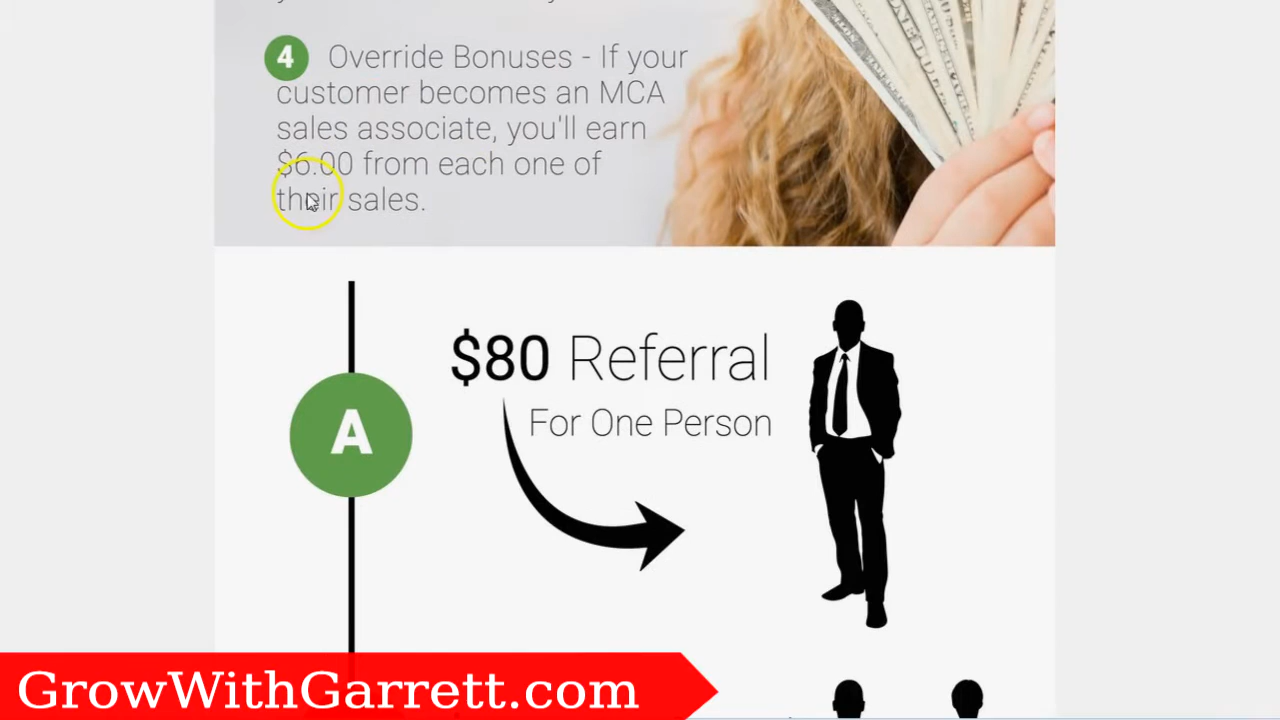 4 Override Bonuses - If your
customer becomes an MCA
sales associate, you'll earn
$6.00 from each one of
their sales.
$80 Referral
For One Person
A
GrowWithGarrett.com